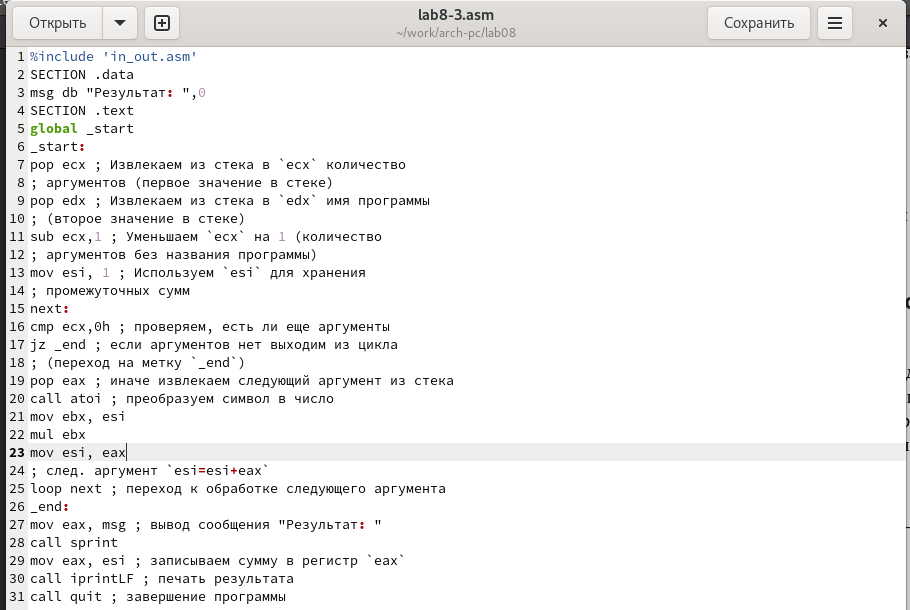 Открыть
lab8-3.asm
~/work/arch-pc/lab08
Сохранить
1 %include 'in_out.asm'
2 SECTION .data
3 msg db "Результат: ",0
4 SECTION .text
5 global _start
6 _start:
7 pop ecx ; Извлекаем из стека в `ecx` количество
8 ; аргументов (первое значение в стеке)
9 pop edx ; Извлекаем из стека в `edx` имя программы
10 ; (второе значение в стеке)
11 sub ecx,1 ; Уменьшаем `ecx` на 1 (количество
12 ; аргументов без названия программы)
13 mov esi, 1 ; Используем `esi` для хранения
14 ; промежуточных сумм
15 next:
16 cmp ecx,0h ; проверяем, есть ли еще аргументы
17 jz _end ; если аргументов нет выходим из цикла
18 ; (переход на метку `_end`)
19 pop eax ; иначе извлекаем следующий аргумент из стека
20 call atoi ; преобразуем символ в число
21 mov ebx, esi
22 mul ebx
23 mov esi, eax
24 ; след. аргумент `esi=esi+eax`
25 loop next ; переход к обработке следующего аргумента
26 _end:
27 mov eax, msg ; вывод сообщения "Результат: "
28 call sprint
29 mov eax, esi ; записываем сумму в регистр `eax`
30 call iprintLF ; печать результата
31 call quit ; завершение программы